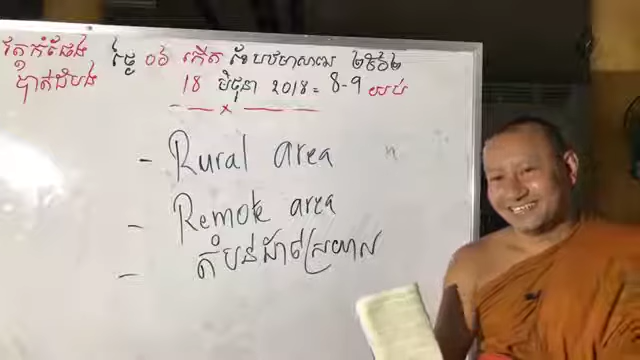 វត្តកំផែង
ថ្ងៃ ០៦ កើត ខែ បឋមាសាឍ ២៥៦២
បាត់ដំបង
18 មិថុនា 2018 = 8-9 យប់
x
- Rural area
- Remote area
តំបន់ដាច់ស្រយាល
-